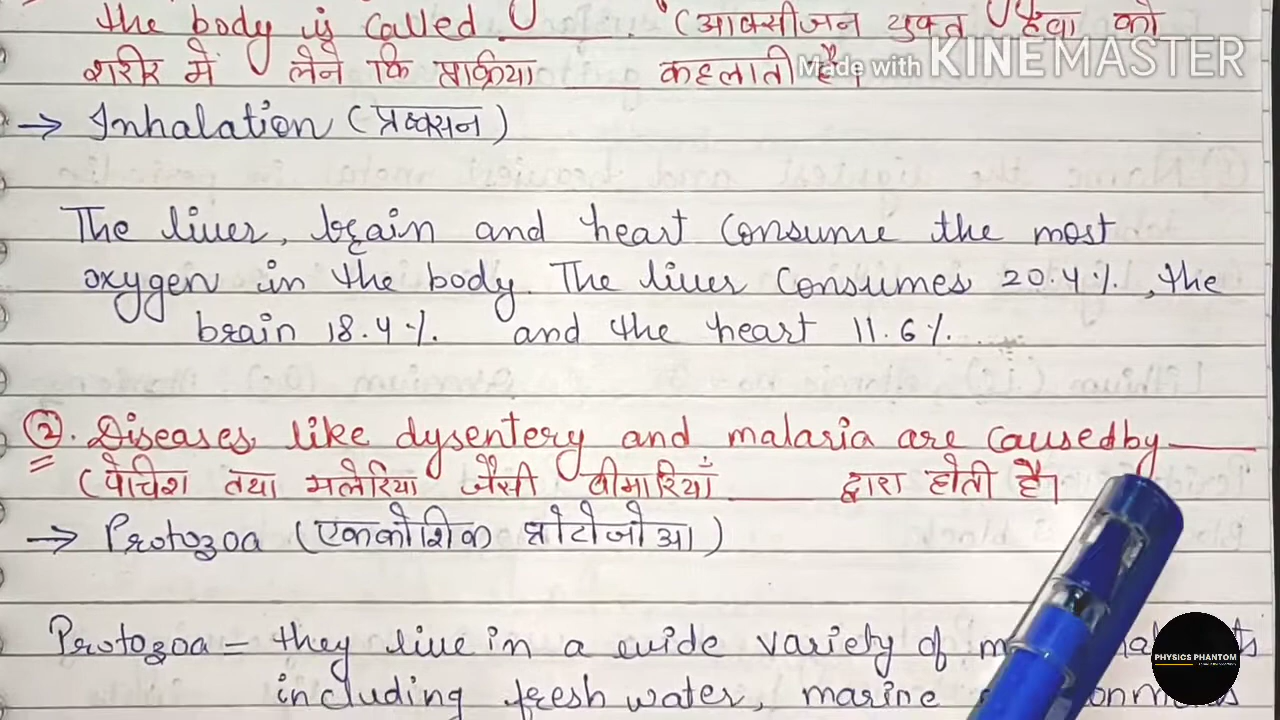 the body is called ______. (आक्सीजन युक्त हवा को
Made with KINEMASTER
शरीर में लेने कि प्रक्रिया ____ कहलाती है।
→ Inhalation (प्रश्वसन)
The liver, brain and heart consume the most
oxygen in the body. The liver consumes 20.4%, the
brain 18.4% and the heart 11.6%.
②. Diseases like dysentery and malaria are caused by ____
(पेचिश तथा मलेरिया जैसी बीमारियाँ ____ द्वारा होती है।
→ Protozoa (एककोशिक प्रोटोजोआ)
Protozoa = they live in a wide variety of
PHYSICS PHANTOM
including fresh water, marine